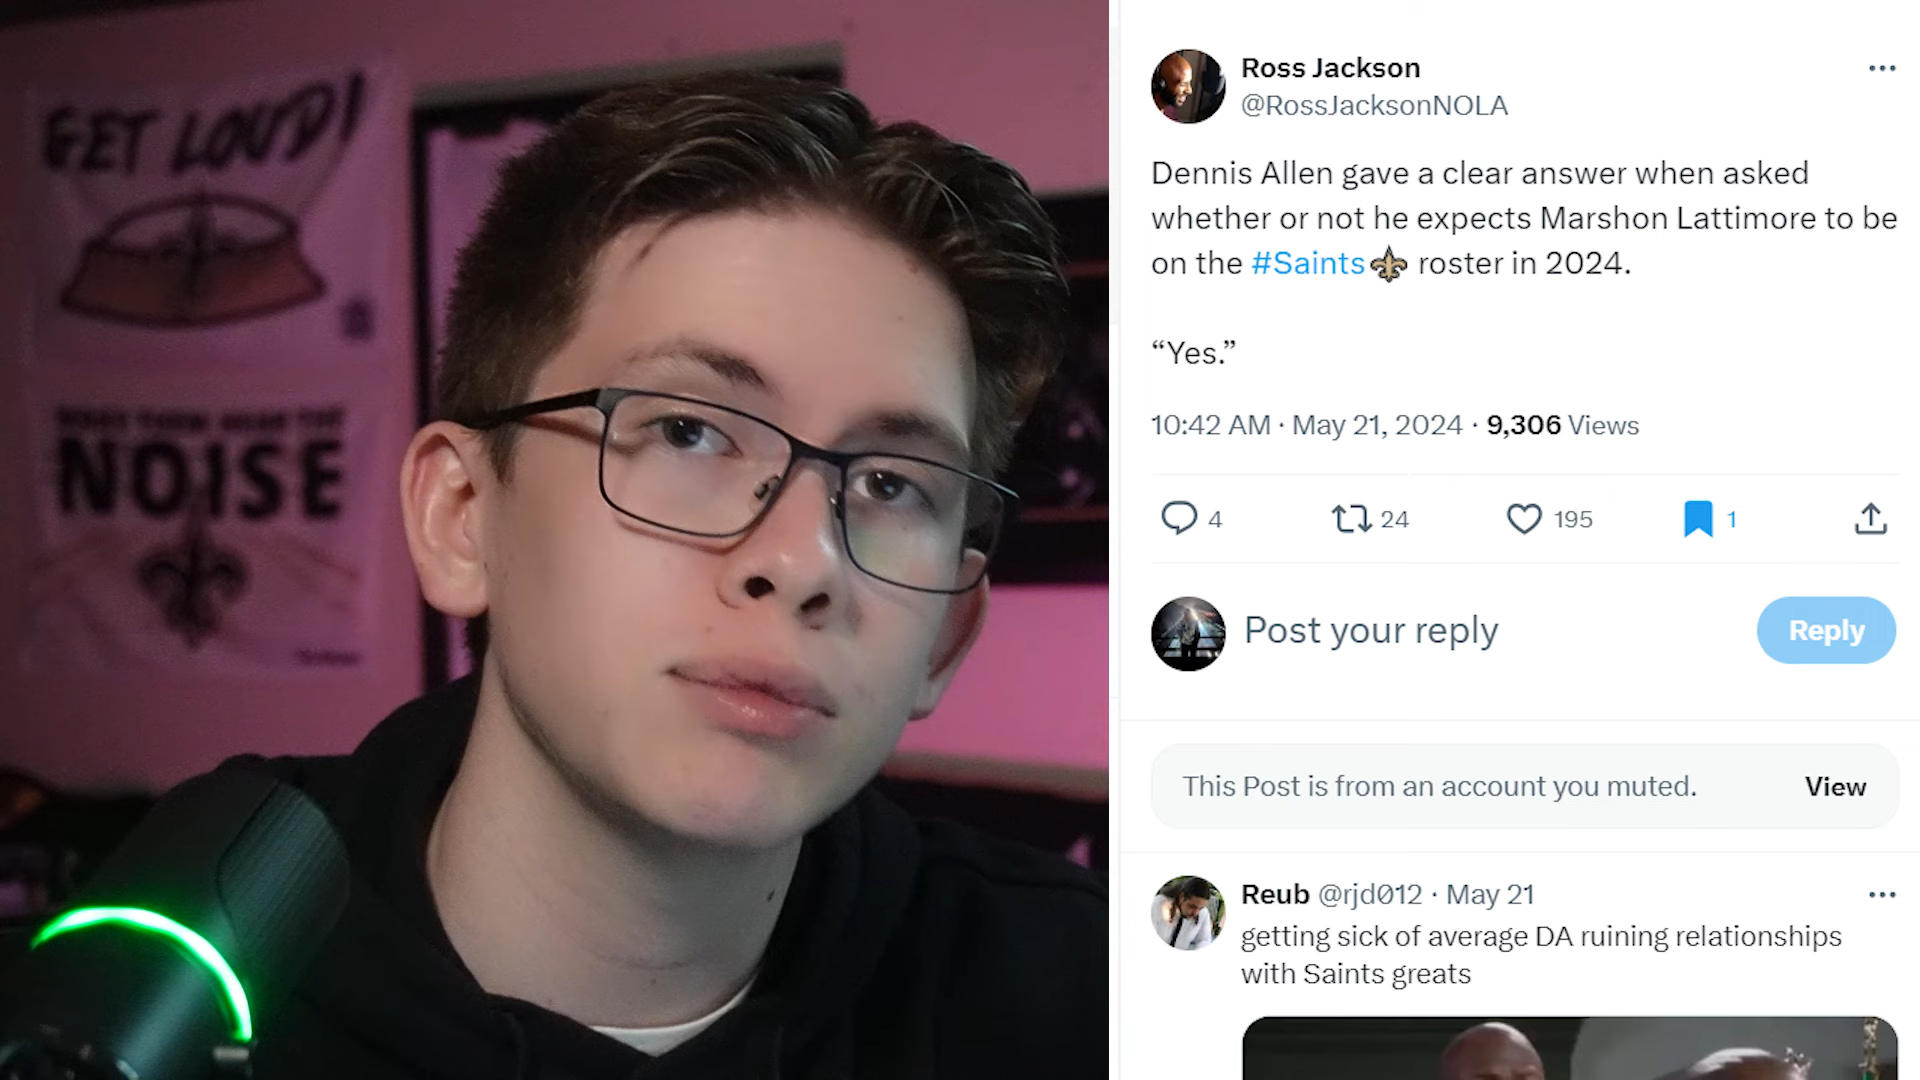 GET LOUD!
NOISE
Ross Jackson
@RossJacksonNOLA
Dennis Allen gave a clear answer when asked
whether or not he expects Marshon Lattimore to be
on the #Saints⚜️ roster in 2024.
“Yes.”
10:42 AM · May 21, 2024 · 9,306 Views
4 24 195 1
Post your reply
Reply
This Post is from an account you muted.
View
Reub @rjd012 · May 21
getting sick of average DA ruining relationships
with Saints greats